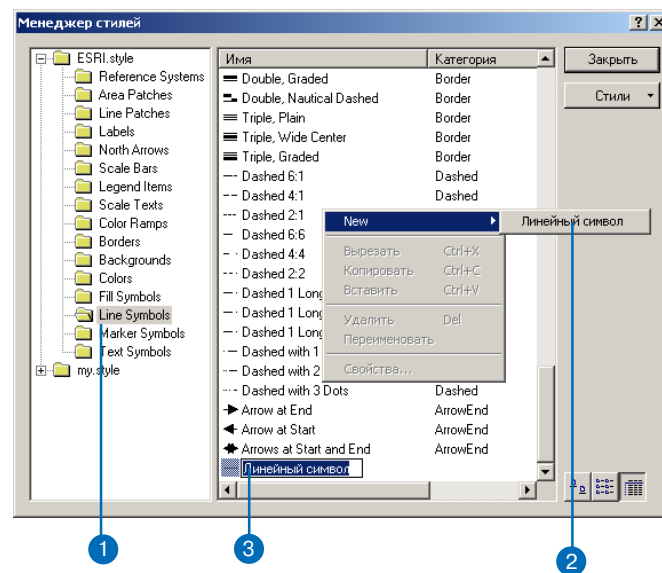 Менеджер стилей
ESRI.style
Reference Systems
Area Patches
Line Patches
Labels
North Arrows
Scale Bars
Legend Items
Scale Texts
Color Ramps
Borders
Backgrounds
Colors
Fill Symbols
Line Symbols
Marker Symbols
Text Symbols
my.style
Имя Категория
Double, Graded Border
Double, Nautical Dashed Border
Triple, Plain Border
Triple, Wide Center Border
Triple, Graded Border
Dashed 6:1 Dashed
Dashed 4:1 Dashed
Dashed 2:1
Dashed 6:6
Dashed 4:4
Dashed 2:2
Dashed 1 Long
Dashed 1 Long
Dashed 1 Long
Dashed with 1
Dashed with 2
Dashed with 3 Dots Dashed
Arrow at End ArrowEnd
Arrow at Start ArrowEnd
Arrows at Start and End ArrowEnd
Линейный символ
New
Линейный символ
Вырезать Ctrl+X
Копировать Ctrl+C
Вставить Ctrl+V
Удалить Del
Переименовать
Свойства...
Закрыть
Стили
1
3
2